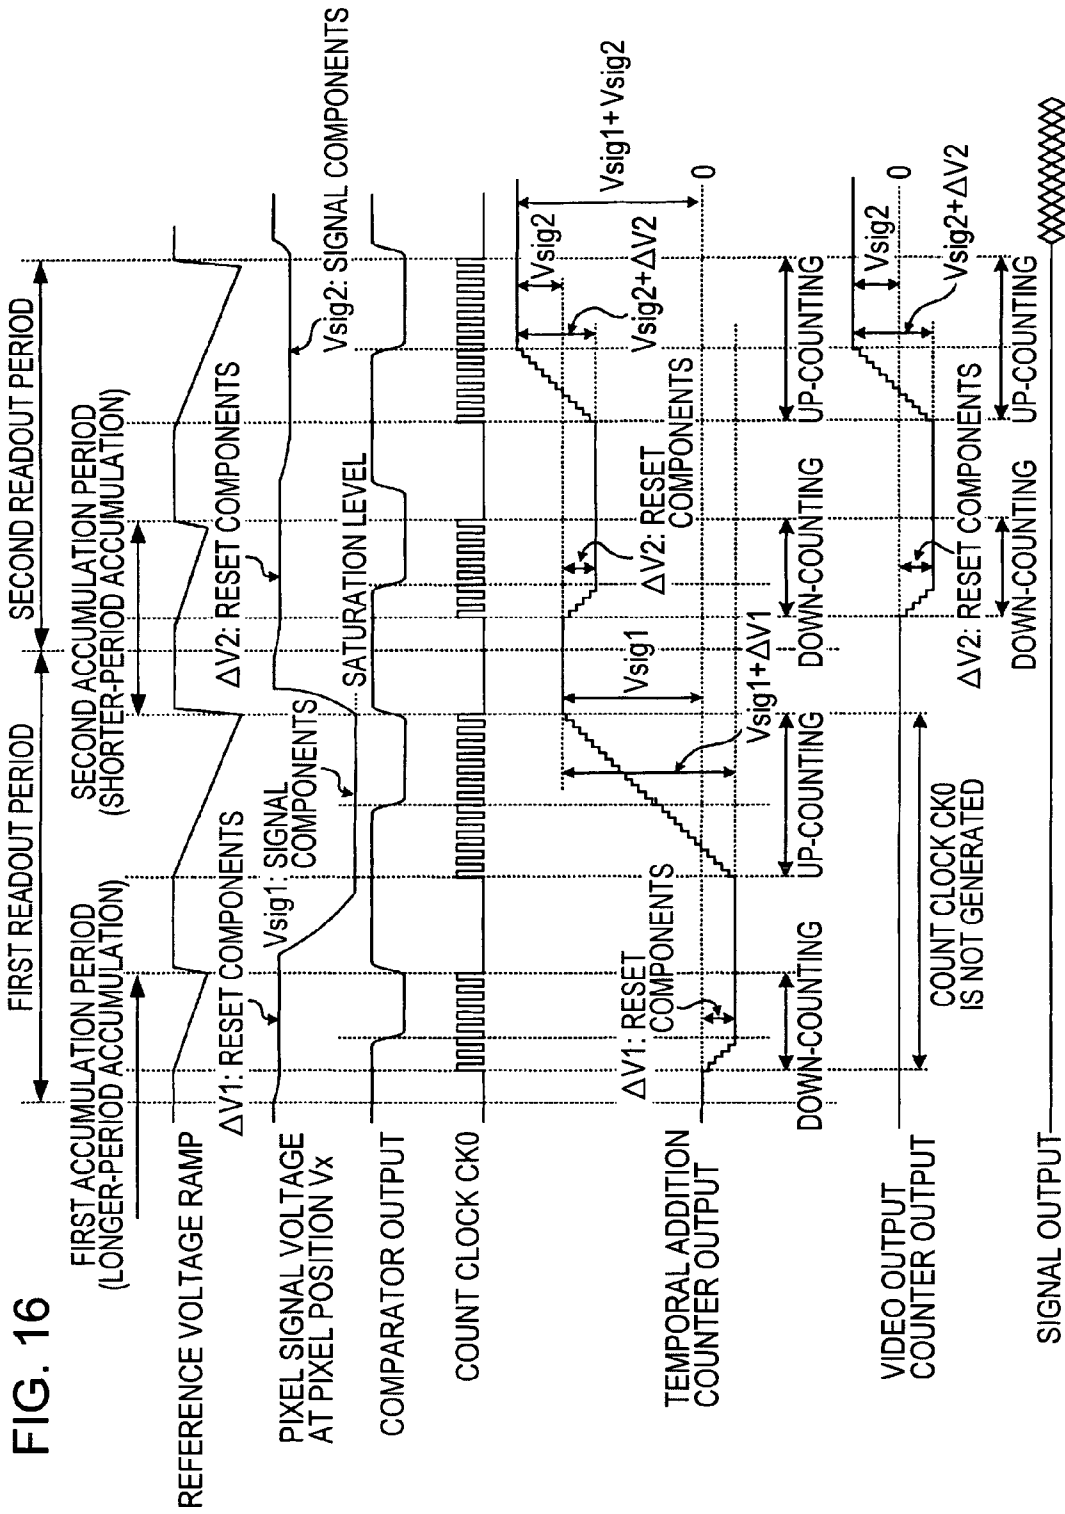 FIG. 16
FIRST READOUT PERIOD
SECOND READOUT PERIOD
FIRST ACCUMULATION PERIOD
(LONGER-PERIOD ACCUMULATION)
SECOND ACCUMULATION PERIOD
(SHORTER-PERIOD ACCUMULATION)
REFERENCE VOLTAGE RAMP
ΔV1: RESET COMPONENTS
ΔV2: RESET COMPONENTS
PIXEL SIGNAL VOLTAGE
AT PIXEL POSITION Vx
Vsig1: SIGNAL
COMPONENTS
SATURATION LEVEL
Vsig2: SIGNAL COMPONENTS
COMPARATOR OUTPUT
COUNT CLOCK CK0
TEMPORAL ADDITION
COUNTER OUTPUT
ΔV1: RESET
COMPONENTS
Vsig1
Vsig1+ΔV1
ΔV2: RESET
COMPONENTS
Vsig2
Vsig2+ΔV2
Vsig1+Vsig2
0
DOWN-COUNTING
UP-COUNTING
DOWN-COUNTING
UP-COUNTING
VIDEO OUTPUT
COUNTER OUTPUT
COUNT CLOCK CK0
IS NOT GENERATED
ΔV2: RESET COMPONENTS
Vsig2
0
Vsig2+ΔV2
DOWN-COUNTING
UP-COUNTING
SIGNAL OUTPUT